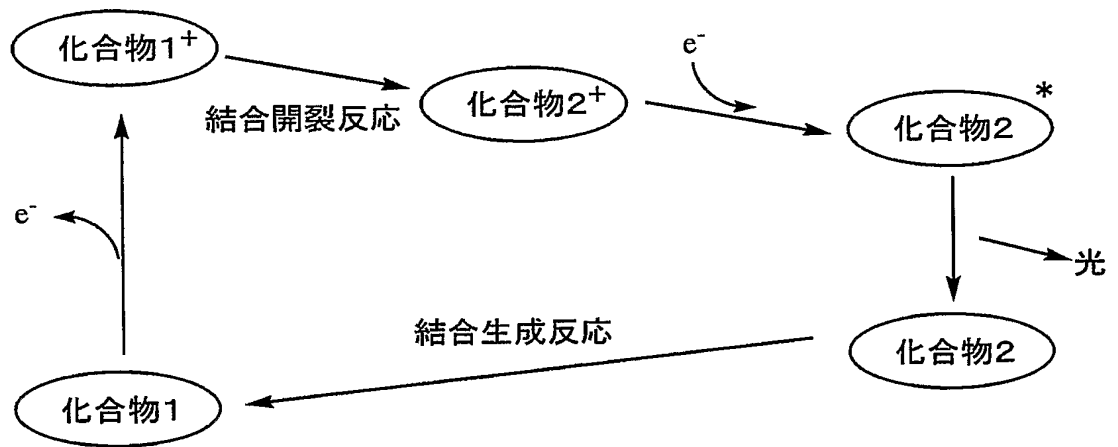 化合物1+
e-
化合物2+
*
結合開裂反応
化合物2
e-
光
結合生成反応
化合物2
化合物1